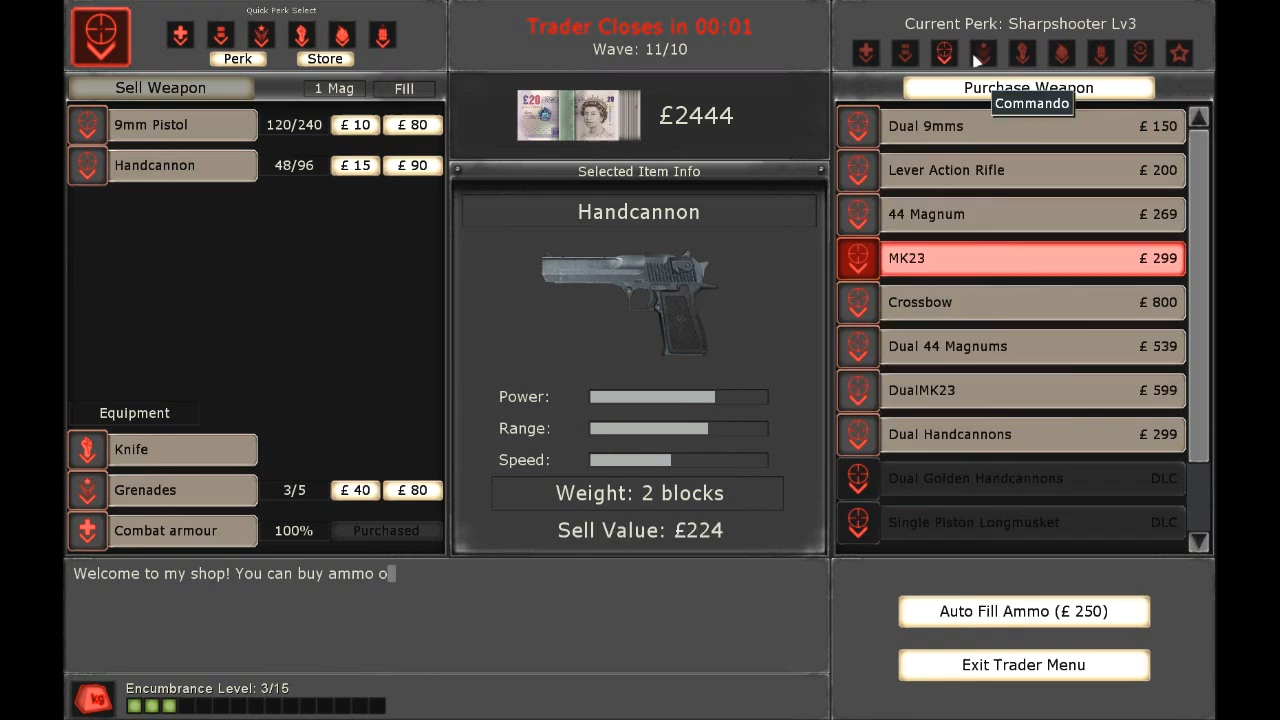 Quick Perk Select
Perk
Store
Trader Closes in 00:01
Wave: 11/10
Current Perk: Sharpshooter Lv3
Sell Weapon
1 Mag
Fill
9mm Pistol
120/240
£ 10
£ 80
Handcannon
48/96
£ 15
£ 90
Equipment
Knife
Grenades
3/5
£ 40
£ 80
Combat armour
100%
Purchased
£20
20
£2444
Selected Item Info
Handcannon
Power:
Range:
Speed:
Weight: 2 blocks
Sell Value: £224
Purchase Weapon
Commando
Dual 9mms
£ 150
Lever Action Rifle
£ 200
44 Magnum
£ 269
MK23
£ 299
Crossbow
£ 800
Dual 44 Magnums
£ 539
DualMK23
£ 599
Dual Handcannons
£ 299
Dual Golden Handcannons
DLC
Single Piston Longmusket
DLC
Welcome to my shop! You can buy ammo o
Auto Fill Ammo (£ 250)
Exit Trader Menu
kg
Encumbrance Level: 3/15